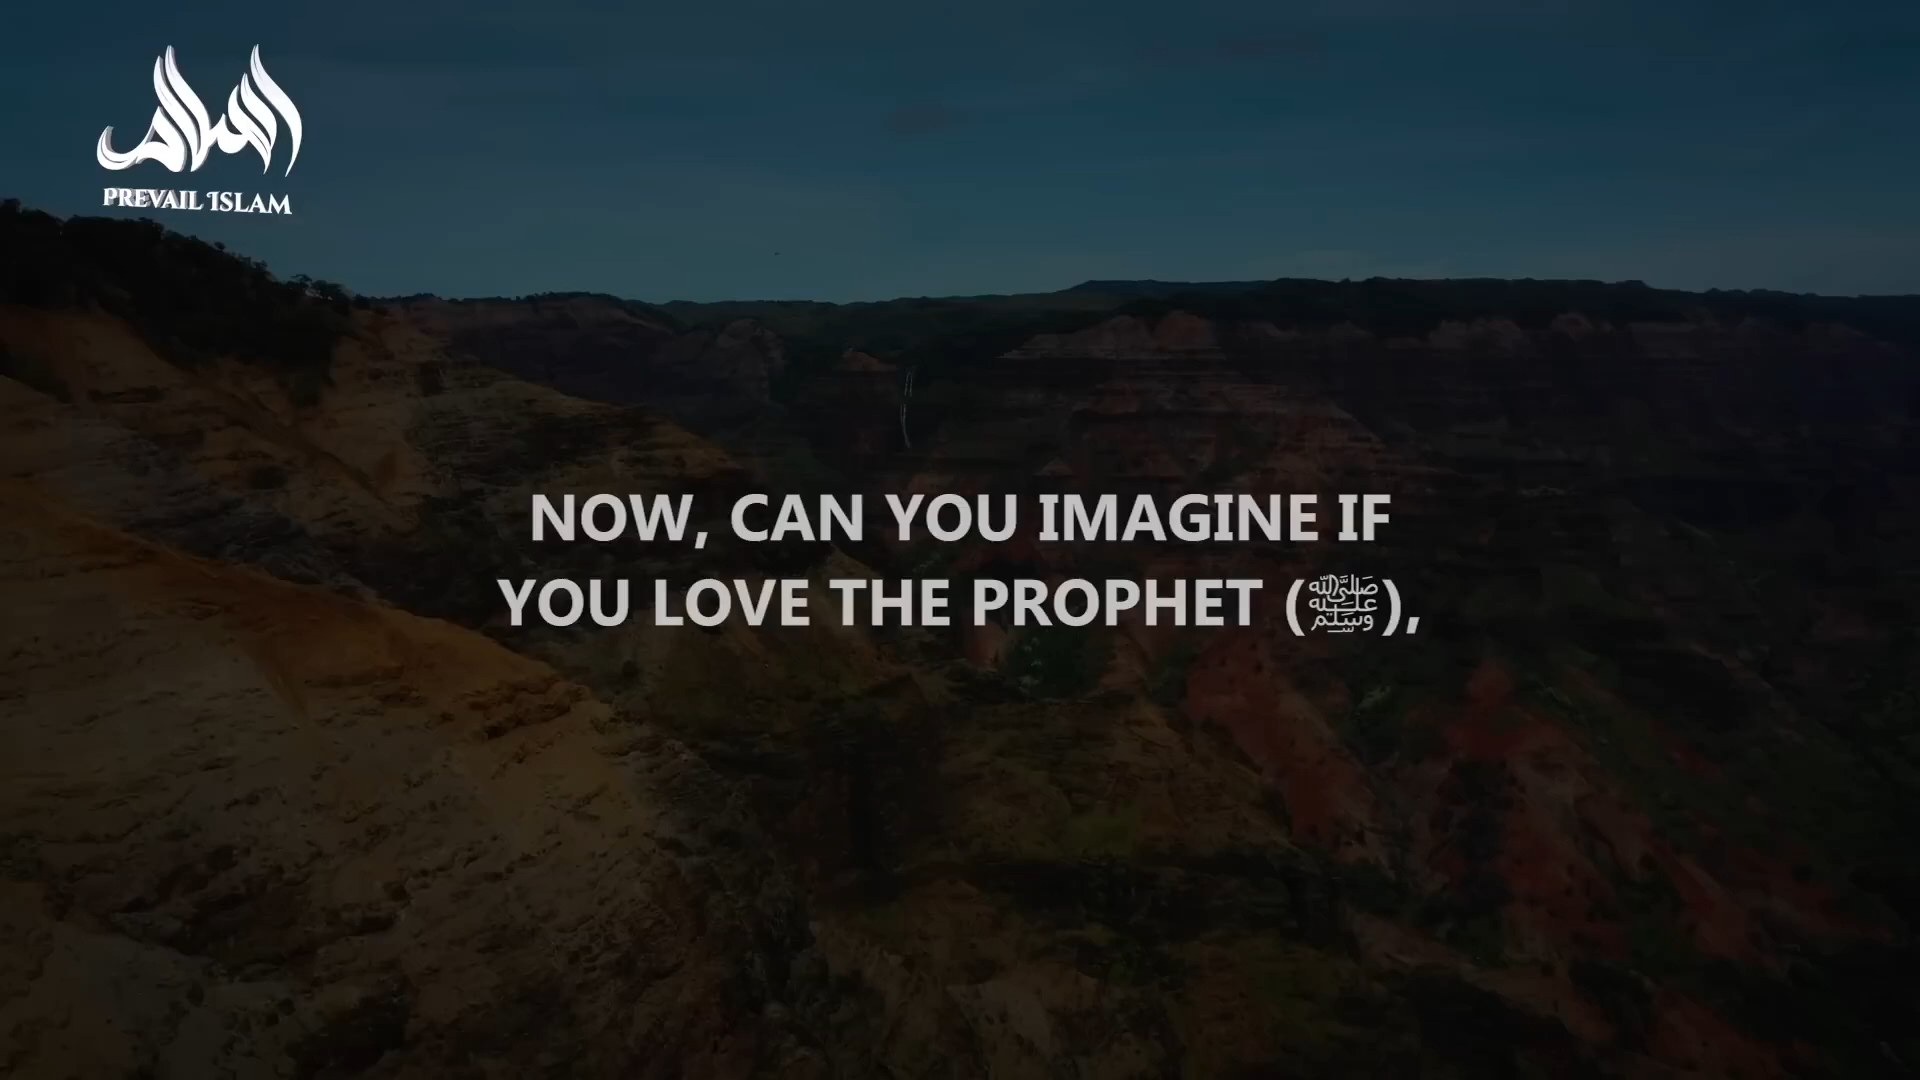 PREVAIL ISLAM
NOW, CAN YOU IMAGINE IF
YOU LOVE THE PROPHET (ﷺ),